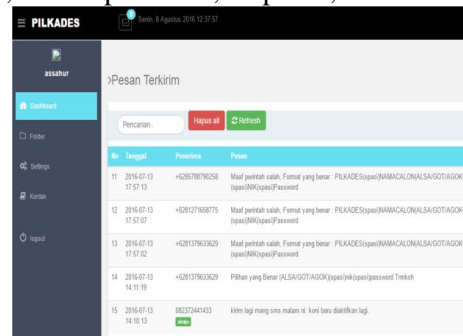 ≡ PILKADES
0
Senin, 8 Agustus 2016 12:37:57
assahur
>Pesan Terkirim
Dashboard
Pencarian..
Hapus all
Refresh
Folder
No Tanggal Penerima Pesan
Settings
11 2016-07-13 +6285788790258 Maaf perintah salah, Format yang benar : PILKADES(spasi)NAMACALON(ALSA/GOT/AGOK
17:57:13 (spasi)NIK(spasi)Password
Kontak
12 2016-07-13 +6281271658775 Maaf perintah salah, Format yang benar : PILKADES(spasi)NAMACALON(ALSA/GOT/AGOK
17:57:07 (spasi)NIK(spasi)Password
logout
13 2016-07-13 +6281379633629 Maaf perintah salah, Format yang benar : PILKADES(spasi)NAMACALON(ALSA/GOT/AGOK
17:57:02 (spasi)NIK(spasi)Password
14 2016-07-13 +6281379633629 Pilihan yang Benar (ALSA/GOT/AGOK)(spasi)nik(spasi)password Trmksh
14:11:19
15 2016-07-13 082372441433 kirim lagi mang sms malam ni. koni baru diaktifkan lagi.
14:10:13